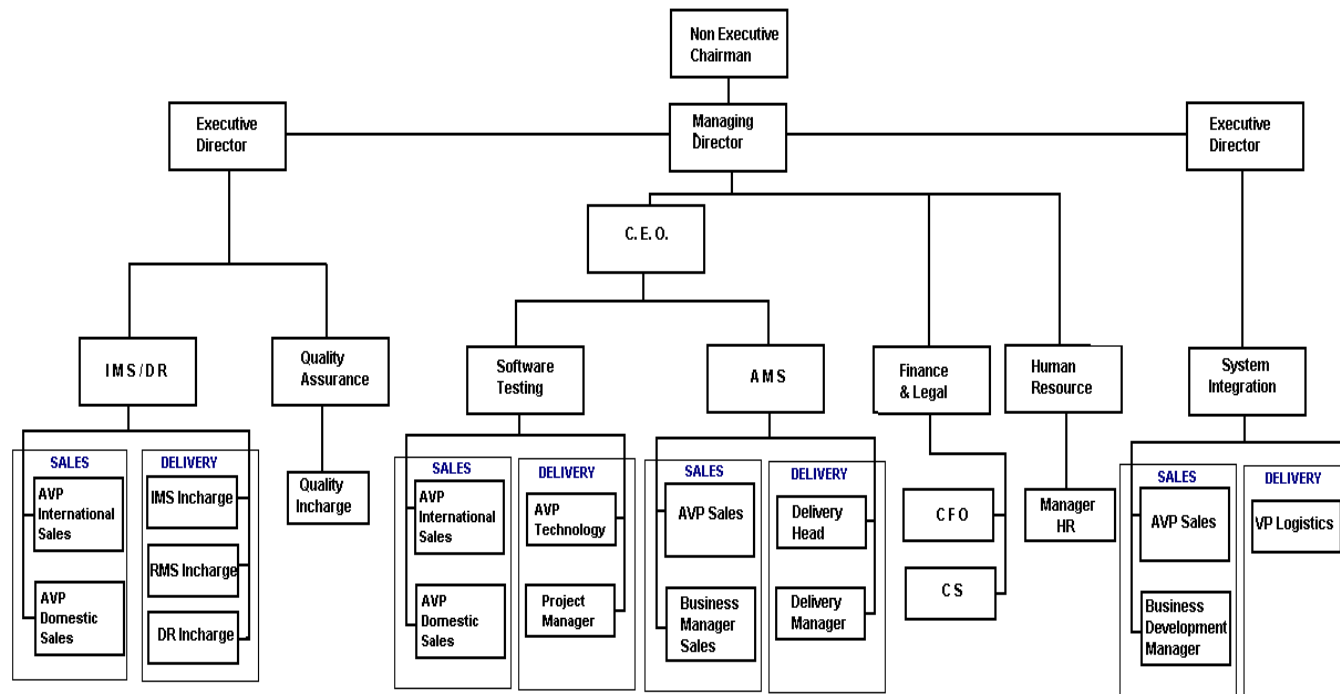 Non Executive
Chairman
Executive
Director
Managing
Director
Executive
Director
C. E. O.
I M S / D R
Quality
Assurance
Software
Testing
A M S
Finance
& Legal
Human
Resource
System
Integration
SALES
AVP
International
Sales
AVP
Domestic
Sales
DELIVERY
IMS Incharge
RMS Incharge
DR Incharge
Quality
Incharge
SALES
AVP
International
Sales
AVP
Domestic
Sales
DELIVERY
AVP
Technology
Project
Manager
SALES
AVP Sales
Business
Manager
Sales
DELIVERY
Delivery
Head
Delivery
Manager
C F O
C S
Manager
HR
SALES
AVP Sales
Business
Development
Manager
DELIVERY
VP Logistics